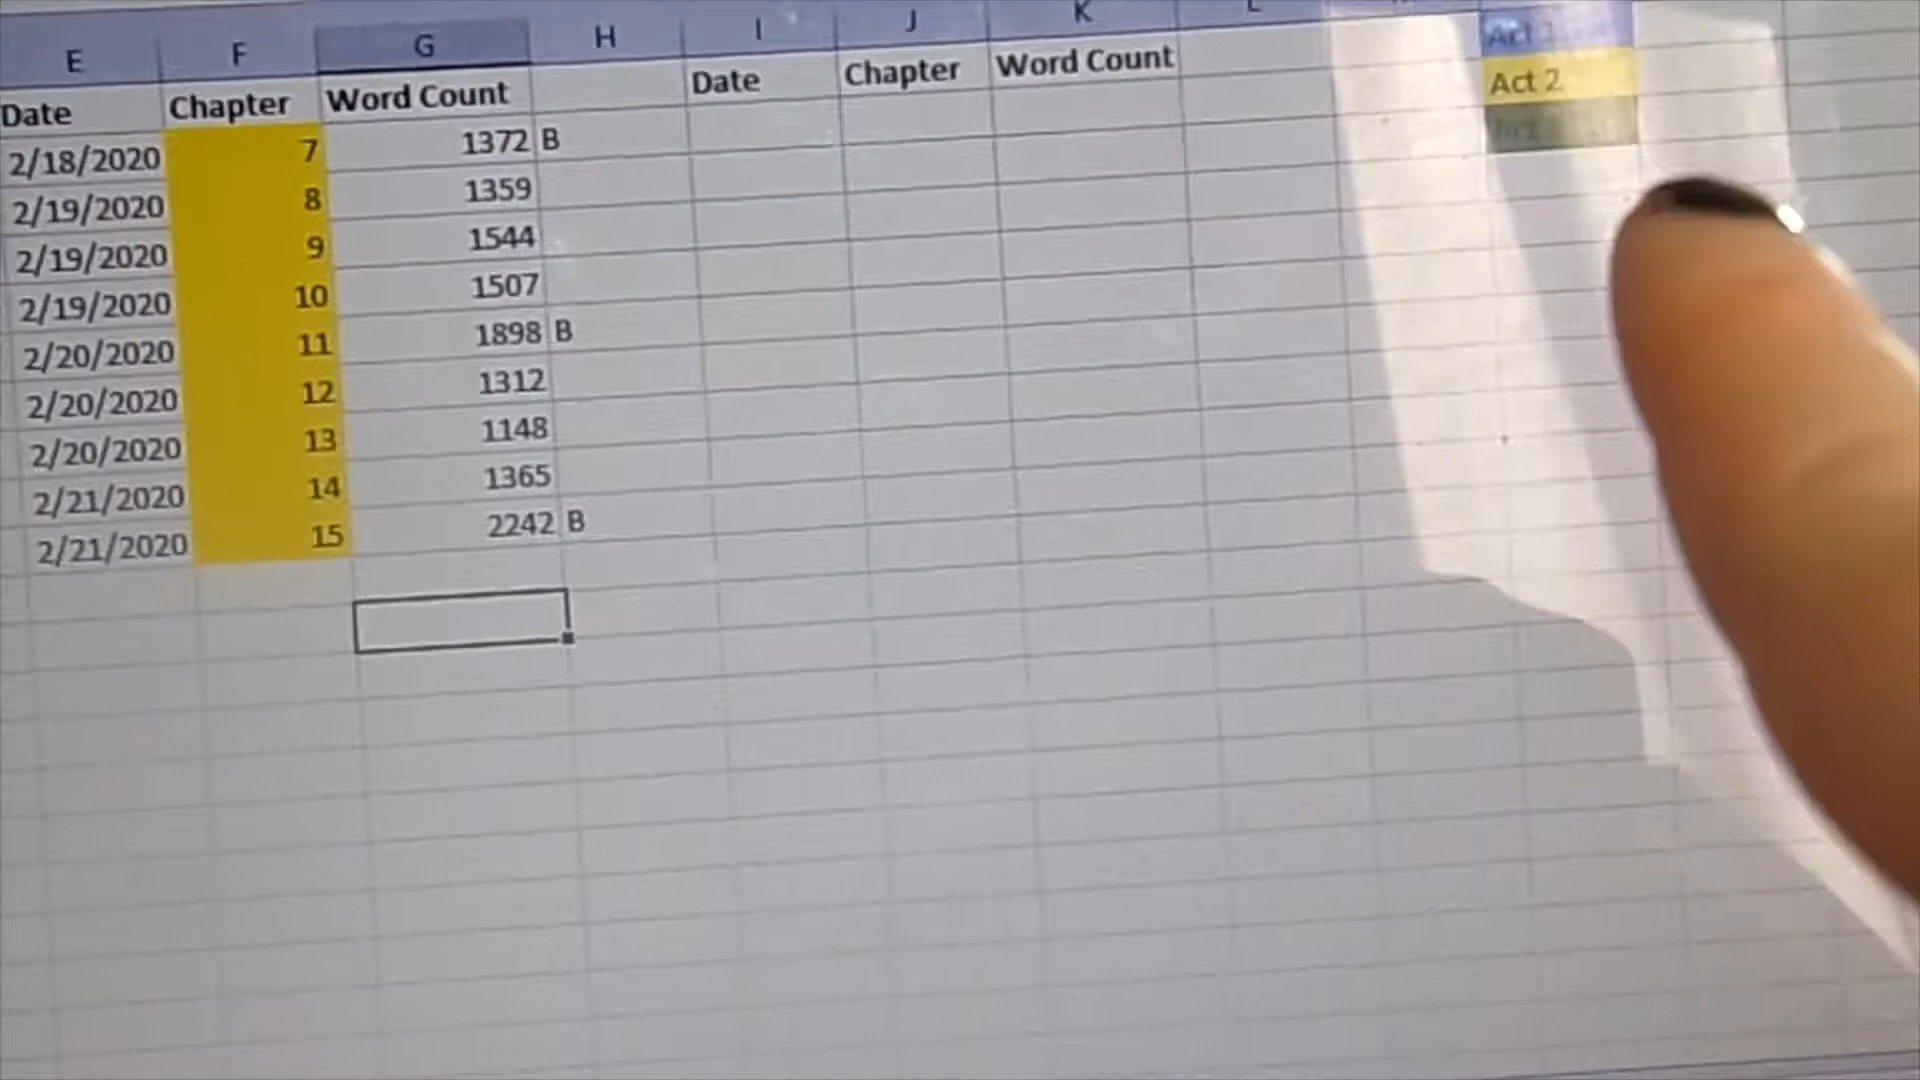 E F G H I J K L
Date Chapter Word Count Date Chapter Word Count Act
2/18/2020 7 1372 B Act 2
2/19/2020 8 1359
2/19/2020 9 1544
2/19/2020 10 1507
2/20/2020 11 1898 B
2/20/2020 12 1312
2/20/2020 13 1148
2/21/2020 14 1365
2/21/2020 15 2242 B